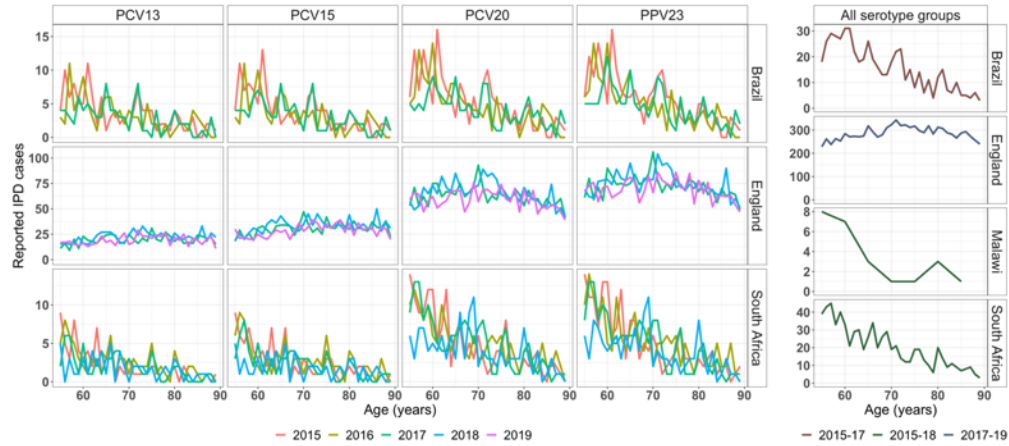 PCV13 PCV15 PCV20 PPV23 All serotype groups
Reported IPD cases
15
10
5
0
Brazil
100
75
50
25
0
England
10
5
0
South Africa
60 70 80 90 60 70 80 90 60 70 80 90 60 70 80 90
Age (years)
2015 2016 2017 2018 2019
30
20
10
0
Brazil
300
200
100
0
England
8
6
4
2
0
Malawi
40
30
20
10
0
South Africa
50 60 70 80 90
Age (years)
2015-17 2015-18 2017-19